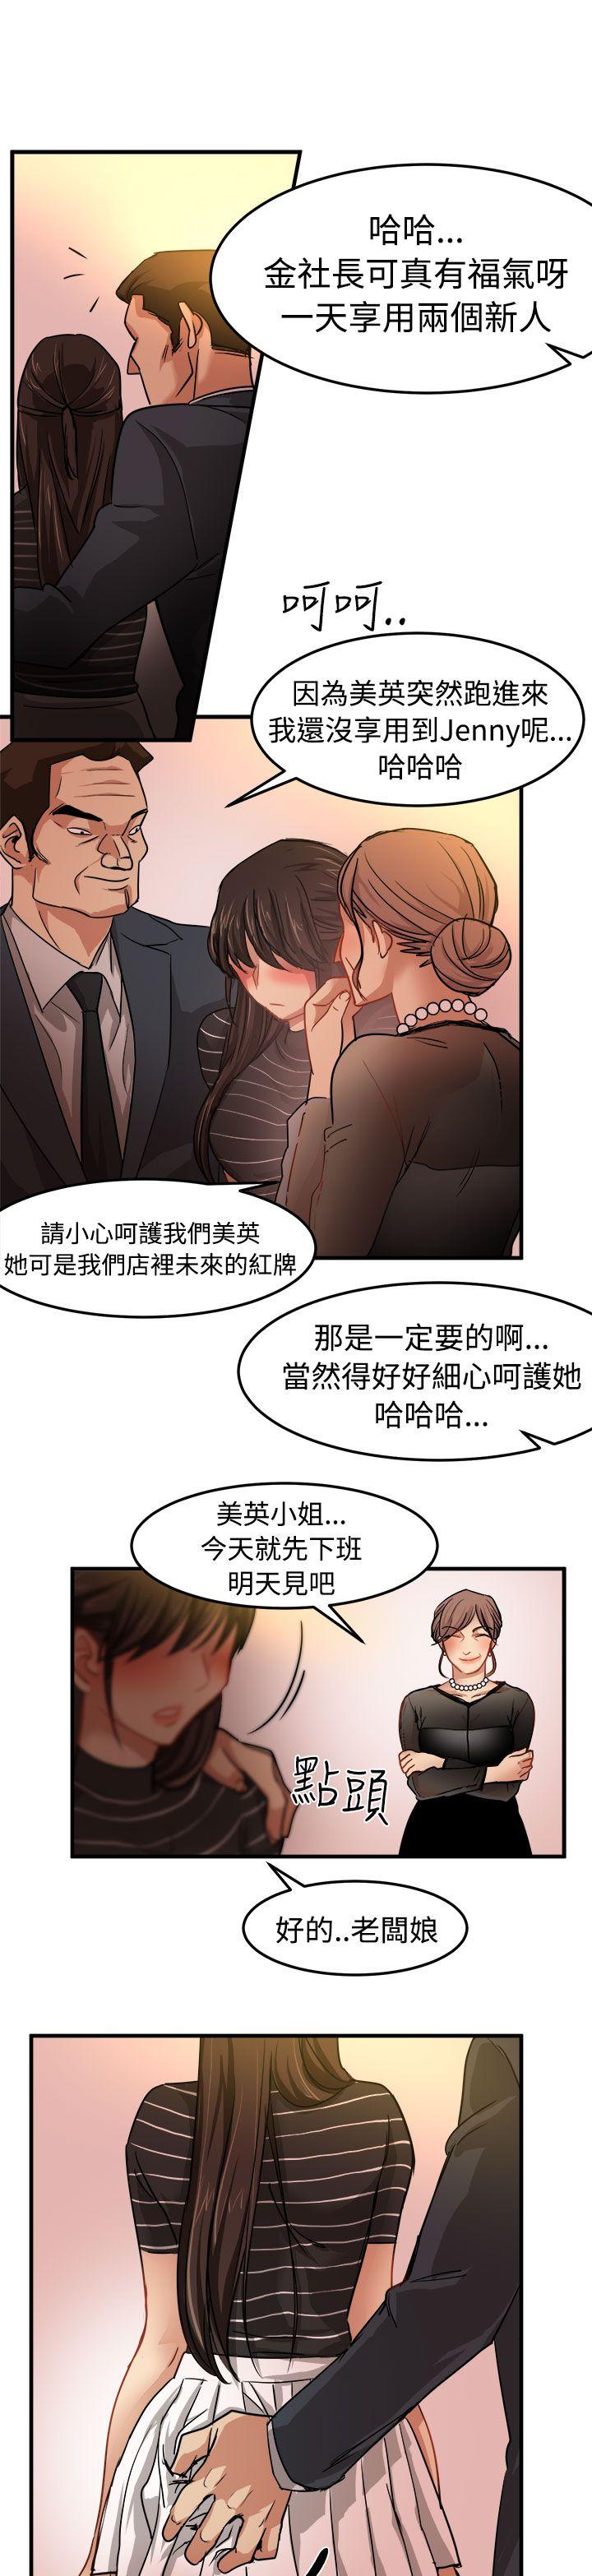 哈哈...
金社長可真有福氣呀
一天享用兩個新人
呵呵..
因為美英突然跑進來
我還沒享用到Jenny呢...
哈哈哈
請小心呵護我們美英
她可是我們店裡未來的紅牌
那是一定要的啊...
當然得好好細心呵護她
哈哈哈...
美英小姐...
今天就先下班
明天見吧
點頭
好的..老闆娘